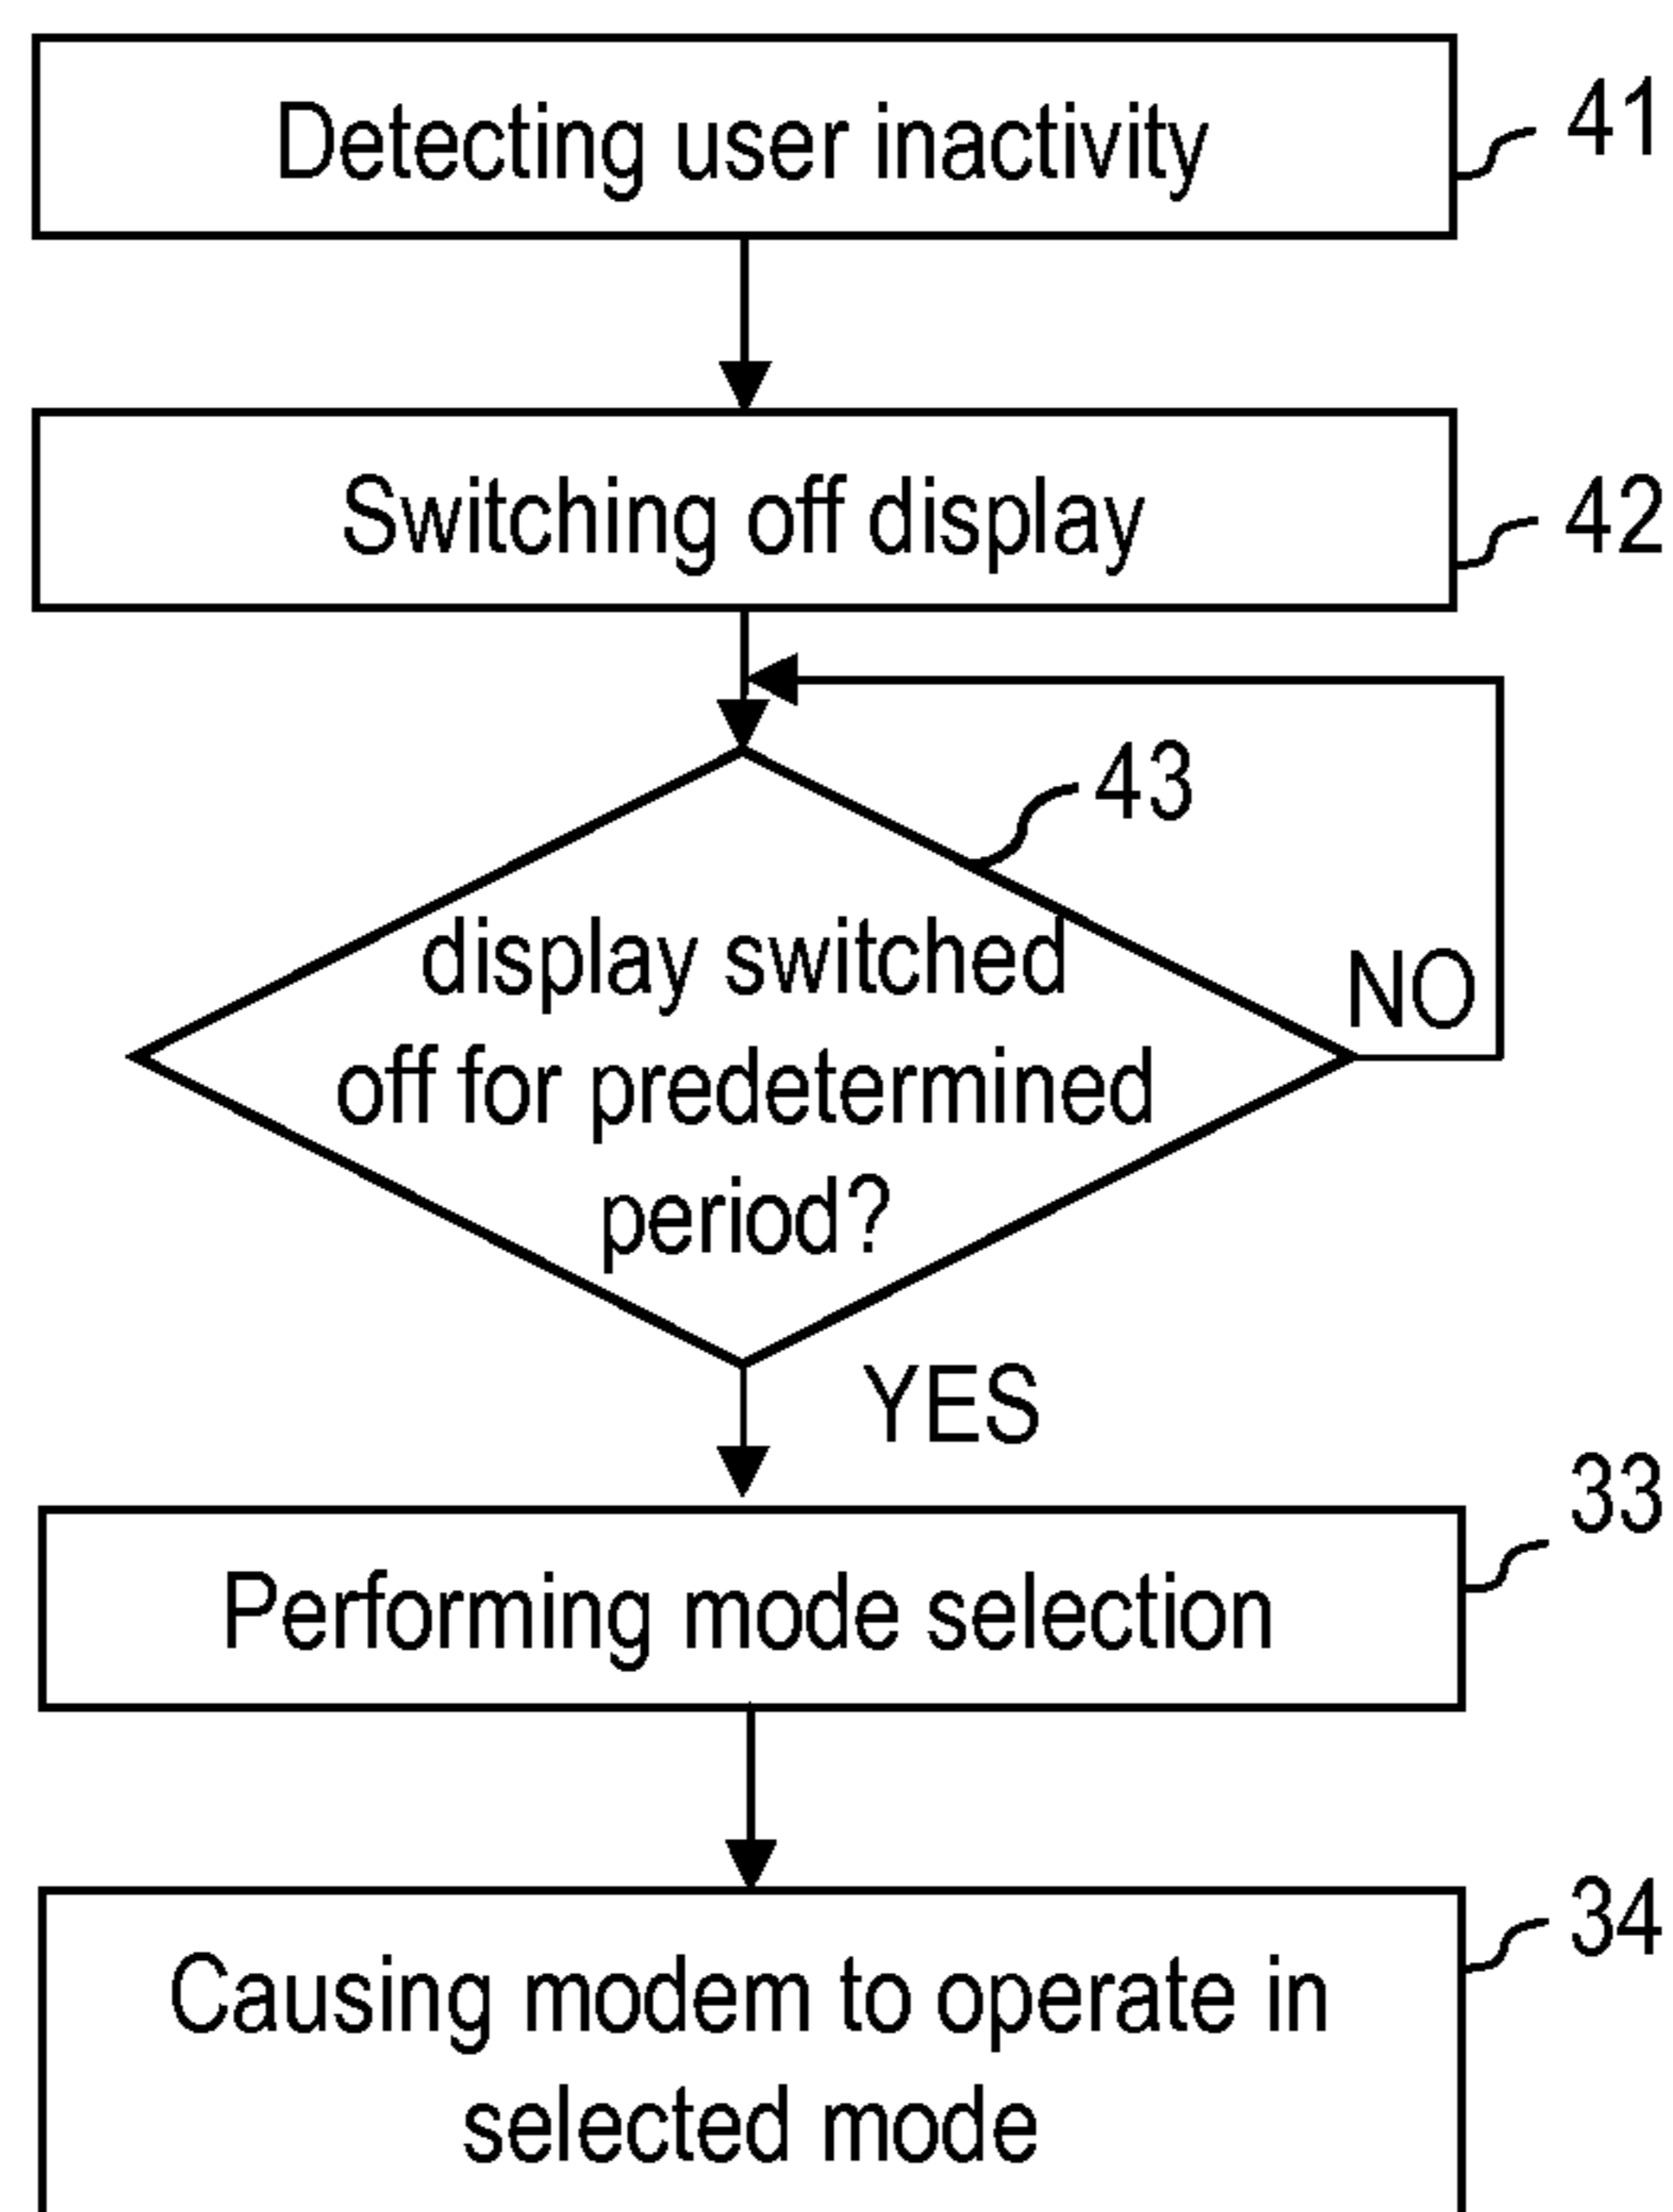 Detecting user inactivity
41
Switching off display
42
43
display switched
off for predetermined
period?
NO
YES
33
Performing mode selection
34
Causing modem to operate in
selected mode